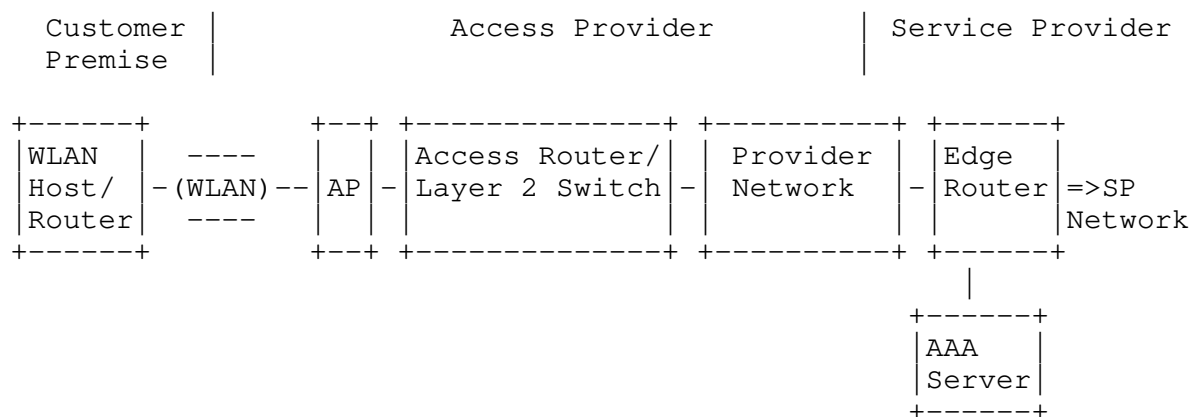 Customer |             Access Provider        | Service Provider
Premise  |                                    |
+------+         +--+ +--------------+ +----------+ +------+
|WLAN  |  ----   |  | |Access Router/| | Provider | |Edge  |
|Host/ |-(WLAN)--|AP|-|Layer 2 Switch|-| Network  |-|Router|=>SP
|Router|  ----   |  | |              | |          | |      |Network
+------+         +--+ +--------------+ +----------+ +------+
|
+------+
|AAA   |
|Server|
+------+